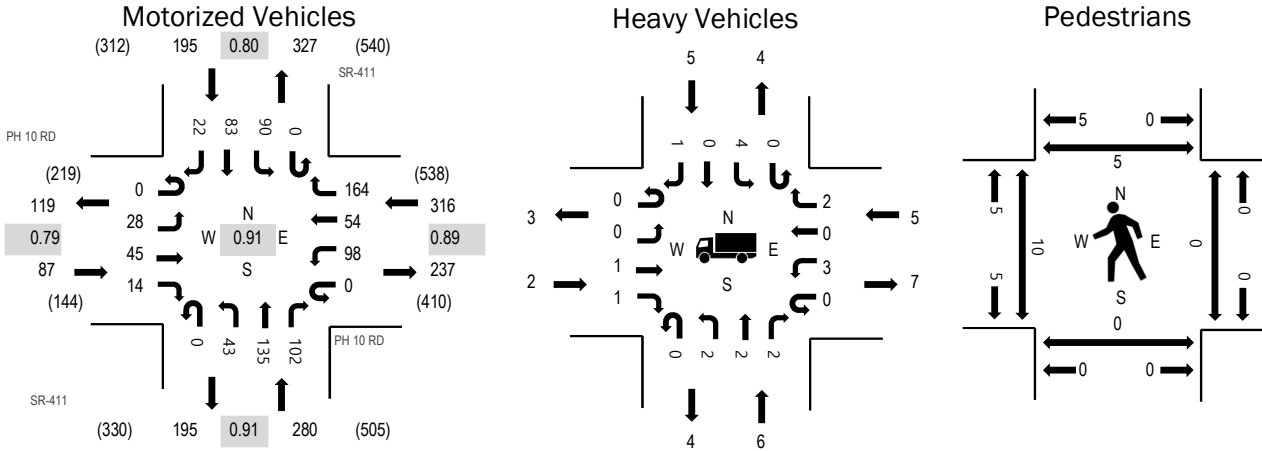 Motorized Vehicles
(312) 195 0.80 327 (540)
SR-411
22 83 90 0
PH 10 RD
(219) 0 164 (538)
119 28 54 316
N
0.79 W 0.91 E 0.89
S
87 45 98 237
(144) 14 0 (410)
0 43 135 102
PH 10 RD
SR-411
(330) 195 0.91 280 (505)
Heavy Vehicles
5 4
1 0 4 0
0 2
3 0 0 5
N
W E
S
2 1 3 7
1 0
0 2 2 2
4 6
Pedestrians
5 0
5
5 N 0
W E
10 0
5 S 0
0
0 0